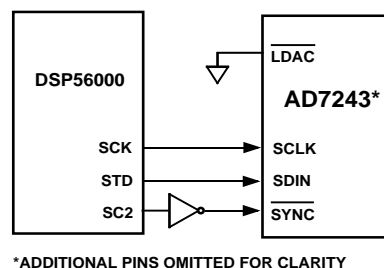 DSP56000
SCK
STD
SC2
LDAC
AD7243*
SCLK
SDIN
SYNC
*ADDITIONAL PINS OMITTED FOR CLARITY